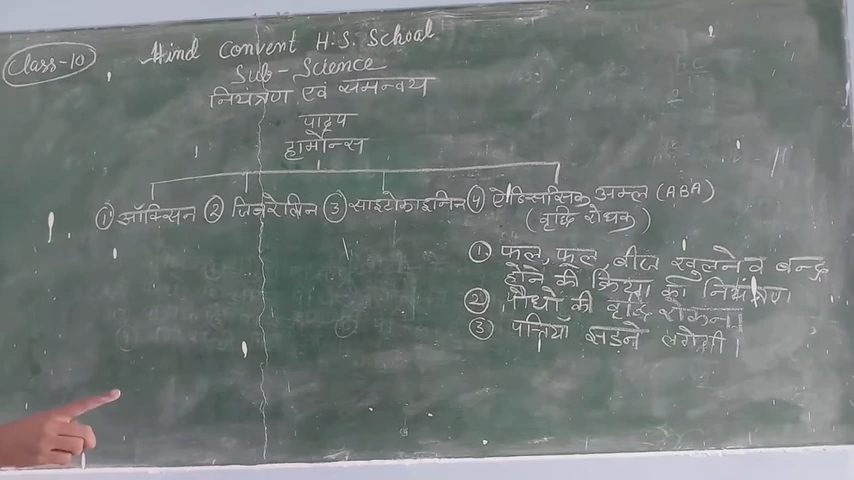 Class-10
Hind Convent H.S. School
Sub-Science
नियंत्रण एवं समन्वय
पादप
हार्मोन्स
① ऑक्सिन ② जिबरेलिन ③ साइटोकाइनिन ④ ऐब्सिसिक अम्ल (ABA)
(वृद्धि रोधक)
① फल, फूल, बीज खुलने व बन्द
होने की क्रिया को नियंत्रण
② पौधो की वृद्धि रोकना
③ पत्तियाँ सड़ने लगेगी।